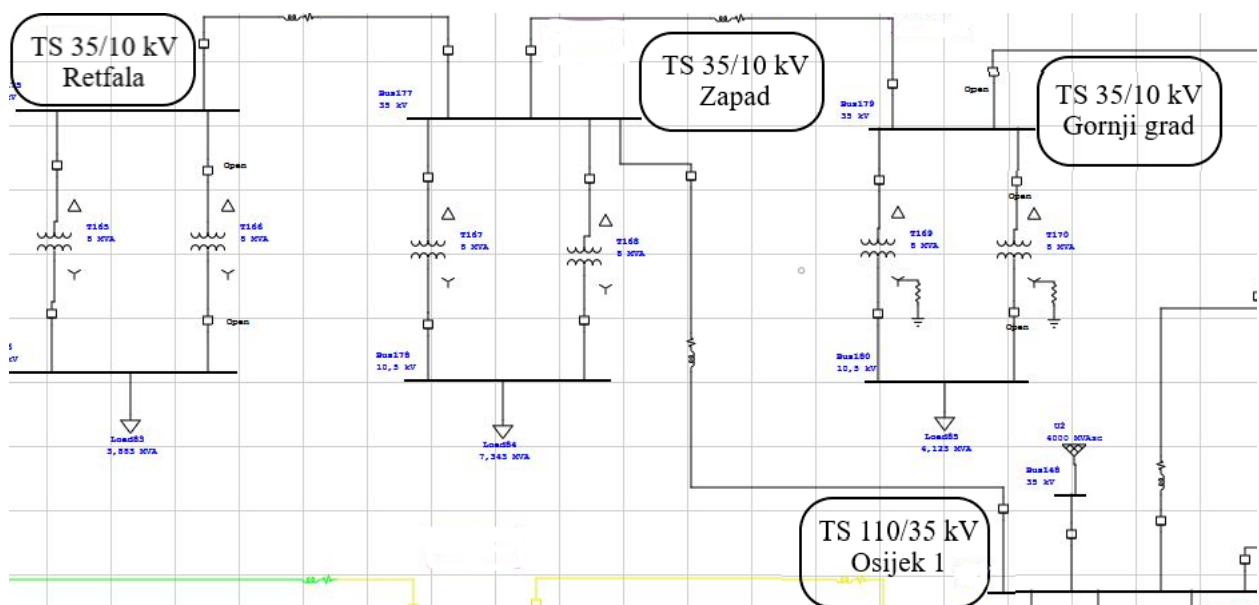 TS 35/10 kV
Retfala
35
kV
Bus177
35 kV
TS 35/10 kV
Zapad
Bus179
35 kV
Open
TS 35/10 kV
Gornji grad
Open
T165
8 MVA
T166
8 MVA
Open
T167
8 MVA
T168
8 MVA
T169
8 MVA
Open
T170
8 MVA
Open
kV
Bus178
10,5 kV
Bus180
10,5 kV
Load83
MVA
Load84
7,343 MVA
Load85
4,123 MVA
U2
4000 MVAsc
Bus148
35 kV
TS 110/35 kV
Osijek 1